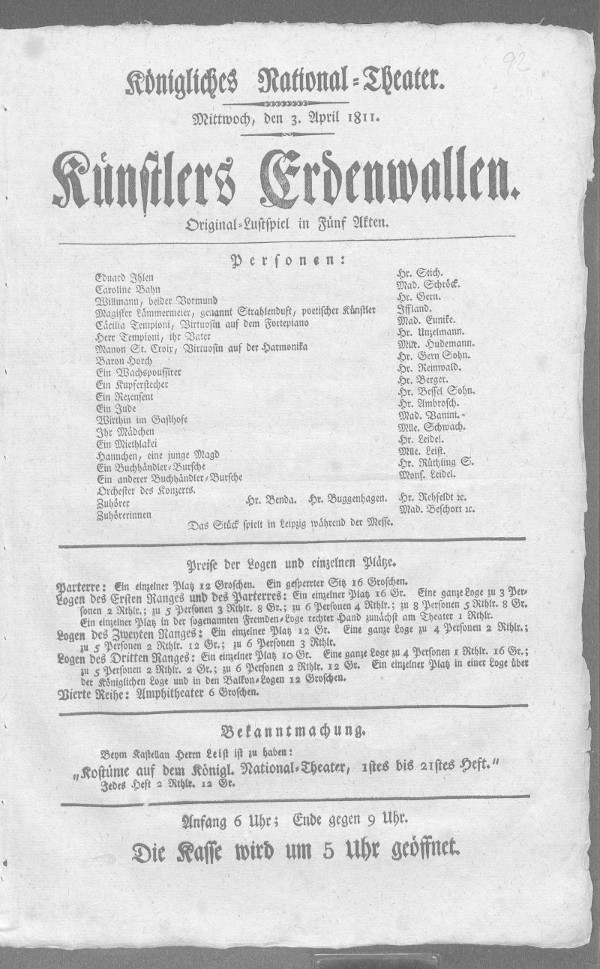 92
Königliches National-Theater.
Mittwoch, den 3. April 1811.
Künstlers Erdenwallen.
Original-Lustspiel in Fünf Akten.
Personen:
Eduard Ihlen Hr. Stich.
Caroline Bahn Mad. Schröck.
Willmann, beider Vormund Hr. Gern.
Magister Lämmermeier, genannt Strahlenduft, poetischer Künstler Iffland.
Cäcilia Tempioni, Virtuosin auf dem Fortepiano Mad. Eunike.
Herr Tempioni, ihr Vater Hr. Unzelmann.
Manon St. Croix, Virtuosin auf der Harmonika Mlle. Hudemann.
Baron Horch Hr. Gern Sohn.
Ein Wachspoussirer Hr. Reinwald.
Ein Kupferstecher Hr. Berger.
Ein Rezensent Hr. Bessel Sohn.
Ein Jude Hr. Ambrosch.
Wirthin im Gasthofe Mad. Vanini.
Ihr Mädchen Mlle. Schwach.
Ein Miethlakei Hr. Leidel.
Hannchen, eine junge Magd Mlle. Leist.
Ein Buchhändler-Bursche Hr. Rüthling S.
Ein anderer Buchhändler-Bursche Mons. Leidel.
Orchester des Konzerts.
Zuhörer Hr. Benda. Hr. Buggenhagen. Hr. Rehfeldt ꝛc.
Zuhörerinnen Mad. Beschort ꝛc.
Das Stück spielt in Leipzig während der Messe.
Preise der Logen und einzelnen Plätze.
Parterre: Ein einzelner Platz 12 Groschen. Ein gesperrter Sitz 16 Groschen.
Logen des Ersten Ranges und des Parterres: Ein einzelner Platz 16 Gr. Eine ganze Loge zu 3 Per-
sonen 2 Rthlr.; zu 5 Personen 3 Rthlr. 8 Gr.; zu 6 Personen 4 Rthlr.; zu 8 Personen 5 Rthlr. 8 Gr.
Ein einzelner Platz in der sogenannten Fremden-Loge rechter Hand zunächst am Theater 1 Rthlr.
Logen des Zweyten Ranges: Ein einzelner Platz 12 Gr. Eine ganze Loge zu 4 Personen 2 Rthlr.;
zu 5 Personen 2 Rthlr. 12 Gr.; zu 6 Personen 3 Rthlr.
Logen des Dritten Ranges: Ein einzelner Platz 10 Gr. Eine ganze Loge zu 4 Personen 1 Rthlr. 16 Gr.;
zu 5 Personen 2 Rthlr. 2 Gr.; zu 6 Personen 2 Rthlr. 12 Gr. Ein einzelner Platz in einer Loge über
der Königlichen Loge und in den Balkon-Logen 12 Groschen.
Vierte Reihe: Amphitheater 6 Groschen.
Bekanntmachung.
Beym Kastellan Herrn Leist ist zu haben:
„Kostüme auf dem Königl. National-Theater, 1stes bis 21stes Heft.“
Jedes Heft 2 Rthlr. 12 Gr.
Anfang 6 Uhr; Ende gegen 9 Uhr.
Die Kasse wird um 5 Uhr geöffnet.